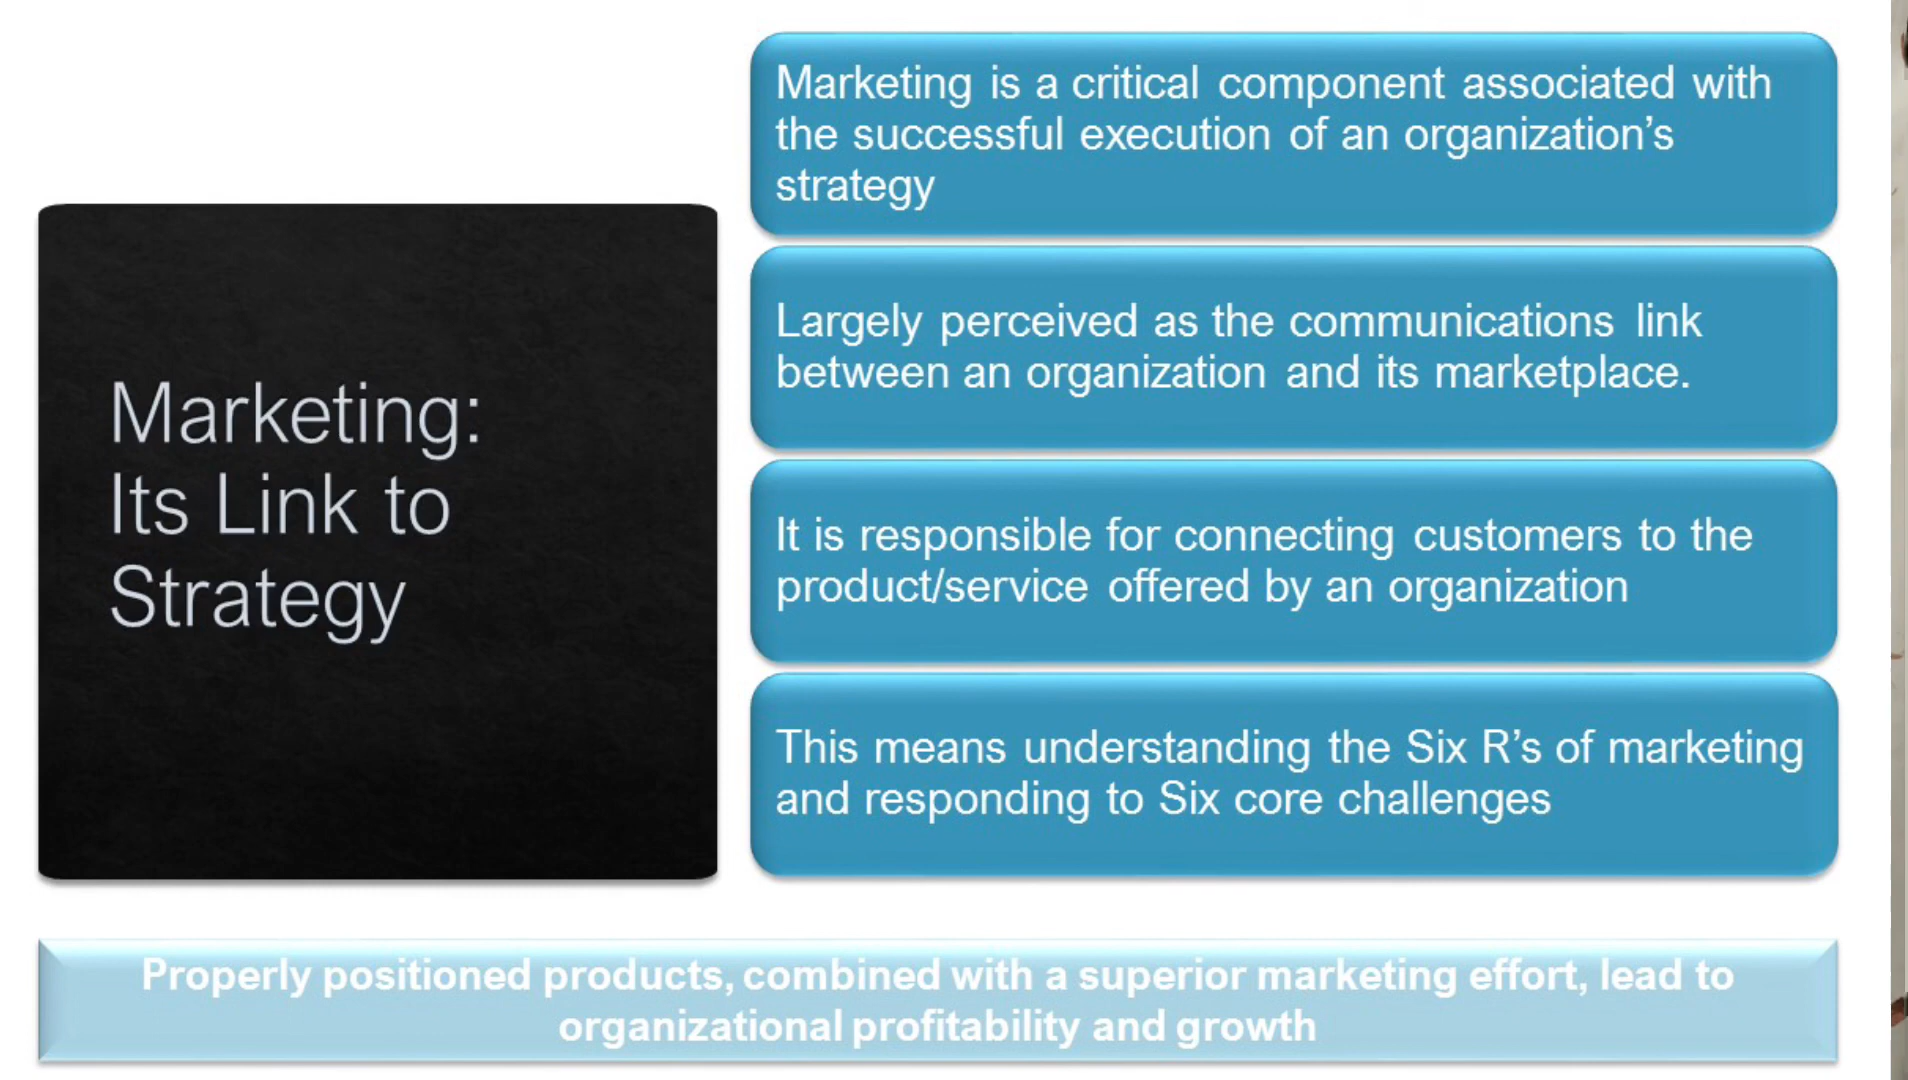 Marketing:
Its Link to
Strategy
Marketing is a critical component associated with
the successful execution of an organization’s
strategy
Largely perceived as the communications link
between an organization and its marketplace.
It is responsible for connecting customers to the
product/service offered by an organization
This means understanding the Six R’s of marketing
and responding to Six core challenges
Properly positioned products, combined with a superior marketing effort, lead to
organizational profitability and growth